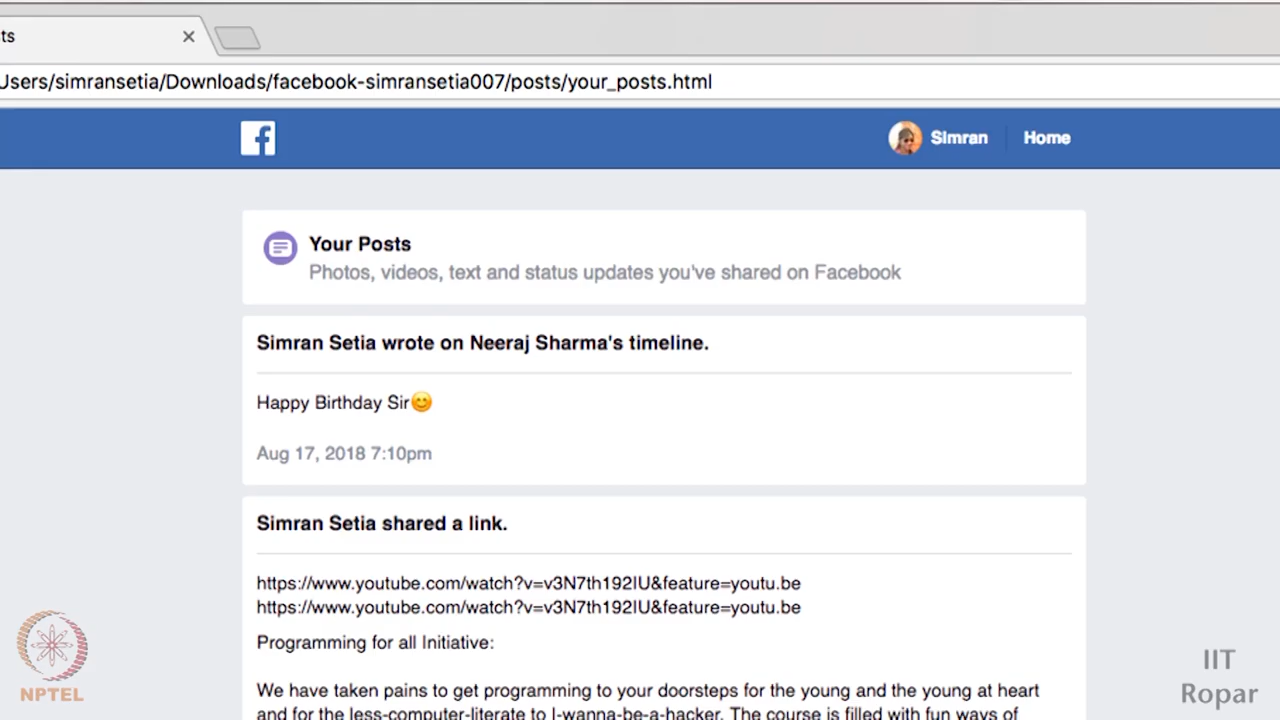 ts
Users/simransetia/Downloads/facebook-simransetia007/posts/your_posts.html
Simran
Home
Your Posts
Photos, videos, text and status updates you've shared on Facebook
Simran Setia wrote on Neeraj Sharma's timeline.
Happy Birthday Sir😊
Aug 17, 2018 7:10pm
Simran Setia shared a link.
https://www.youtube.com/watch?v=v3N7th192lU&feature=youtu.be
https://www.youtube.com/watch?v=v3N7th192lU&feature=youtu.be
Programming for all Initiative:
We have taken pains to get programming to your doorsteps for the young and the young at heart
and for the less-computer-literate to I-wanna-be-a-hacker. The course is filled with fun ways of
NPTEL
IIT
Ropar